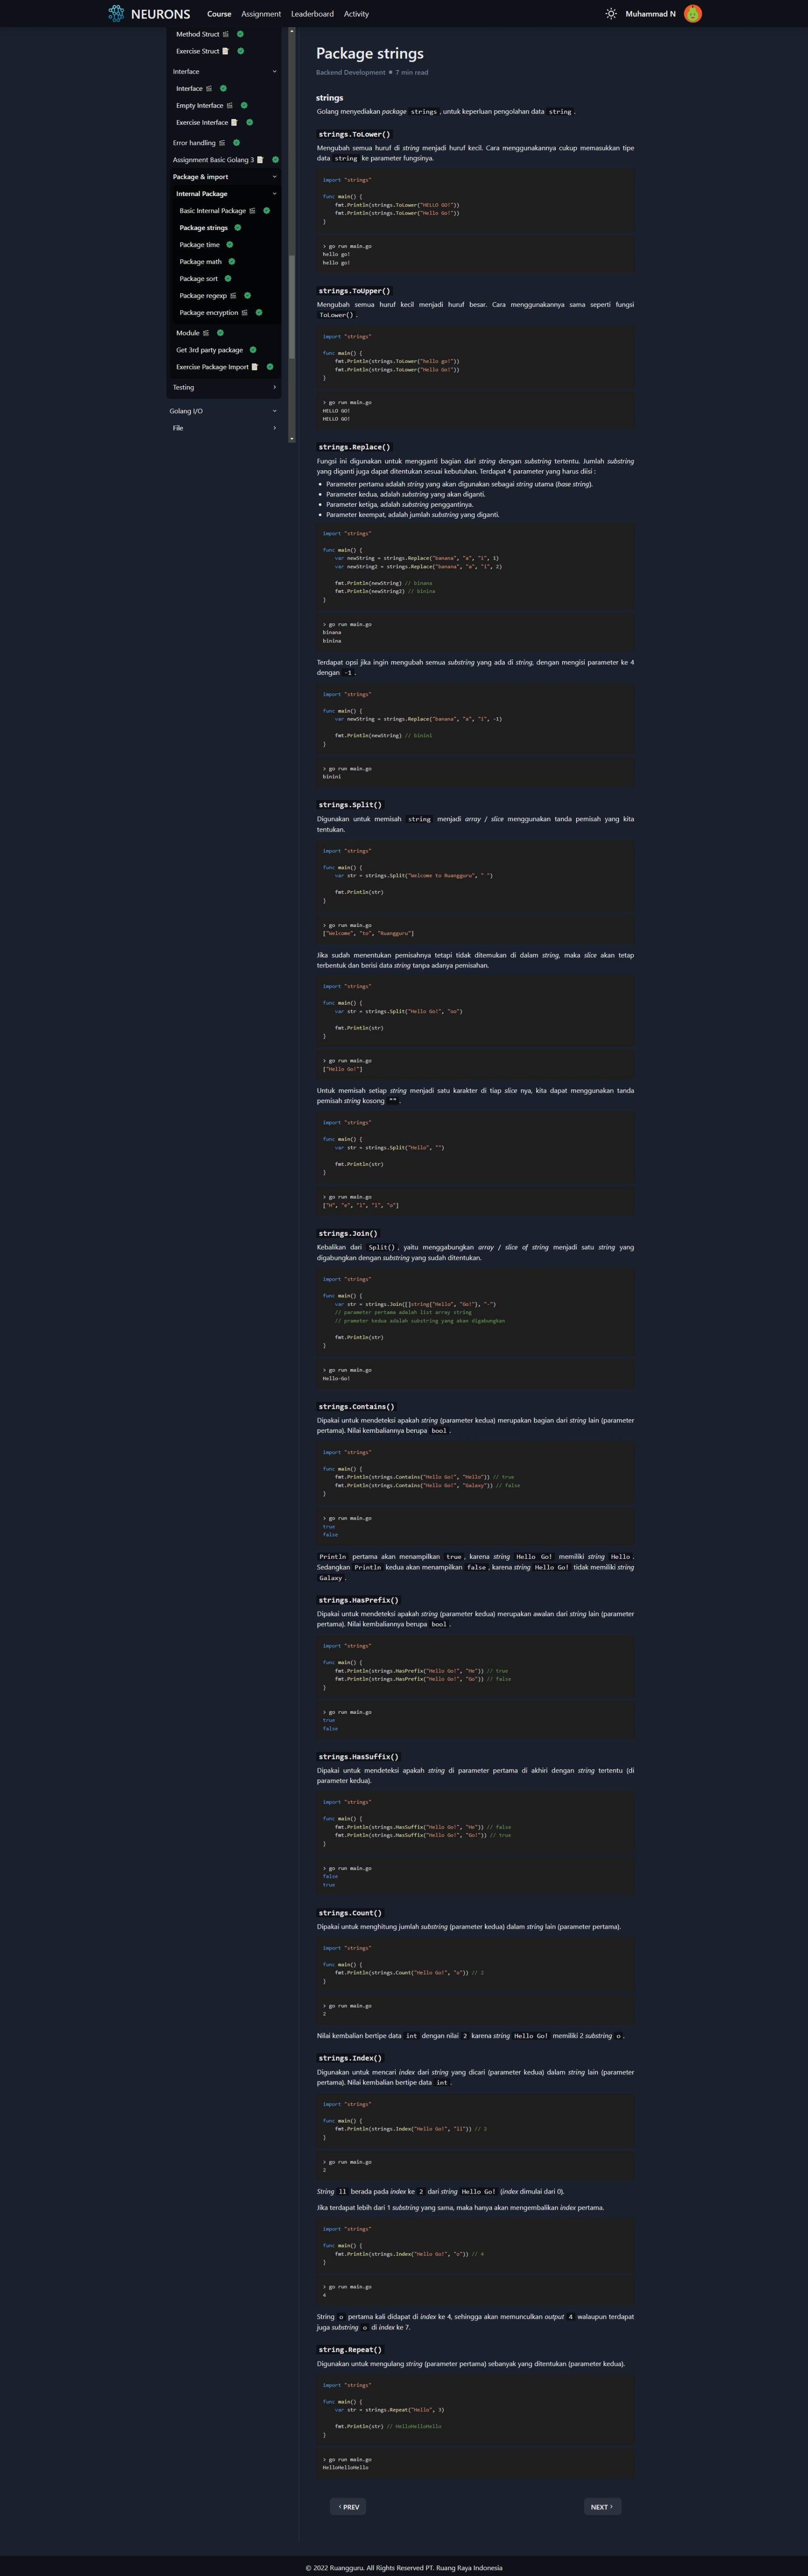 NEURONS
Course
Assignment
Leaderboard
Activity
Muhammad N
Method Struct
Exercise Struct
Interface
Interface
Empty Interface
Exercise Interface
Error handling
Assignment Basic Golang 3
Package & import
Internal Package
Basic Internal Package
Package strings
Package time
Package math
Package sort
Package regexp
Package encryption
Module
Get 3rd party package
Exercise Package Import
Testing
Golang I/O
File
Package strings
Backend Development • 7 min read
strings
Golang menyediakan package strings, untuk keperluan pengolahan data string.
strings.ToLower()
Mengubah semua huruf di string menjadi huruf kecil. Cara menggunakannya cukup memasukkan tipe
data string ke parameter fungsinya.
import "strings"
func main() {
fmt.Println(strings.ToLower("HELLO GO!"))
fmt.Println(strings.ToLower("Hello Go!"))
}
> go run main.go
hello go!
hello go!
strings.ToUpper()
Mengubah semua huruf kecil menjadi huruf besar. Cara menggunakannya sama seperti fungsi
ToLower().
import "strings"
func main() {
fmt.Println(strings.ToLower("hello go!"))
fmt.Println(strings.ToLower("Hello Go!"))
}
> go run main.go
HELLO GO!
HELLO GO!
strings.Replace()
Fungsi ini digunakan untuk mengganti bagian dari string dengan substring tertentu. Jumlah substring
yang diganti juga dapat ditentukan sesuai kebutuhan. Terdapat 4 parameter yang harus diisi :
• Parameter pertama adalah string yang akan digunakan sebagai string utama (base string).
• Parameter kedua, adalah substring yang akan diganti.
• Parameter ketiga, adalah substring penggantinya.
• Parameter keempat, adalah jumlah substring yang diganti.
import "strings"
func main() {
var newString = strings.Replace("banana", "a", "i", 1)
var newString2 = strings.Replace("banana", "a", "i", 2)
fmt.Println(newString) // binana
fmt.Println(newString2) // binina
}
> go run main.go
binana
binina
Terdapat opsi jika ingin mengubah semua substring yang ada di string, dengan mengisi parameter ke 4
dengan -1.
import "strings"
func main() {
var newString = strings.Replace("banana", "a", "i", -1)
fmt.Println(newString) // binini
}
> go run main.go
binini
strings.Split()
Digunakan untuk memisah string menjadi array / slice menggunakan tanda pemisah yang kita
tentukan.
import "strings"
func main() {
var str = strings.Split("Welcome to Ruangguru", " ")
fmt.Println(str)
}
> go run main.go
["Welcome", "to", "Ruangguru"]
Jika sudah menentukan pemisahnya tetapi tidak ditemukan di dalam string, maka slice akan tetap
terbentuk dan berisi data string tanpa adanya pemisahan.
import "strings"
func main() {
var str = strings.Split("Hello Go!", "oo")
fmt.Println(str)
}
> go run main.go
["Hello Go!"]
Untuk memisah setiap string menjadi satu karakter di tiap slice nya, kita dapat menggunakan tanda
pemisah string kosong "".
import "strings"
func main() {
var str = strings.Split("Hello", "")
fmt.Println(str)
}
> go run main.go
["H", "e", "l", "l", "o"]
strings.Join()
Kebalikan dari Split(), yaitu menggabungkan array / slice of string menjadi satu string yang
digabungkan dengan substring yang sudah ditentukan.
import "strings"
func main() {
var str = strings.Join([]string{"Hello", "Go!"}, "-")
// parameter pertama adalah list array string
// prameter kedua adalah substring yang akan digabungkan
fmt.Println(str)
}
> go run main.go
Hello-Go!
strings.Contains()
Dipakai untuk mendeteksi apakah string (parameter kedua) merupakan bagian dari string lain (parameter
pertama). Nilai kembaliannya berupa bool.
import "strings"
func main() {
fmt.Println(strings.Contains("Hello Go!", "Hello")) // true
fmt.Println(strings.Contains("Hello Go!", "Galaxy")) // false
}
> go run main.go
true
false
Println pertama akan menampilkan true, karena string Hello Go! memiliki string Hello.
Sedangkan Println kedua akan menampilkan false, karena string Hello Go! tidak memiliki string
Galaxy.
strings.HasPrefix()
Dipakai untuk mendeteksi apakah string (parameter kedua) merupakan awalan dari string lain (parameter
pertama). Nilai kembaliannya berupa bool.
import "strings"
func main() {
fmt.Println(strings.HasPrefix("Hello Go!", "He")) // true
fmt.Println(strings.HasPrefix("Hello Go!", "Go")) // false
}
> go run main.go
true
false
strings.HasSuffix()
Dipakai untuk mendeteksi apakah string di parameter pertama di akhiri dengan string tertentu (di
parameter kedua).
import "strings"
func main() {
fmt.Println(strings.HasSuffix("Hello Go!", "He")) // false
fmt.Println(strings.HasSuffix("Hello Go!", "Go!")) // true
}
> go run main.go
false
true
strings.Count()
Dipakai untuk menghitung jumlah substring (parameter kedua) dalam string lain (parameter pertama).
import "strings"
func main() {
fmt.Println(strings.Count("Hello Go!", "o")) // 2
}
> go run main.go
2
Nilai kembalian bertipe data int dengan nilai 2 karena string Hello Go! memiliki 2 substring o.
strings.Index()
Digunakan untuk mencari index dari string yang dicari (parameter kedua) dalam string lain (parameter
pertama). Nilai kembalian bertipe data int.
import "strings"
func main() {
fmt.Println(strings.Index("Hello Go!", "ll")) // 2
}
> go run main.go
2
String ll berada pada index ke 2 dari string Hello Go! (index dimulai dari 0).
Jika terdapat lebih dari 1 substring yang sama, maka hanya akan mengembalikan index pertama.
import "strings"
func main() {
fmt.Println(strings.Index("Hello Go!", "o")) // 4
}
> go run main.go
4
String o pertama kali didapat di index ke 4, sehingga akan memunculkan output 4 walaupun terdapat
juga substring o di index ke 7.
string.Repeat()
Digunakan untuk mengulang string (parameter pertama) sebanyak yang ditentukan (parameter kedua).
import "strings"
func main() {
var str = strings.Repeat("Hello", 3)
fmt.Println(str) // HelloHelloHello
}
> go run main.go
HelloHelloHello
PREV
NEXT
© 2022 Ruangguru. All Rights Reserved PT. Ruang Raya Indonesia